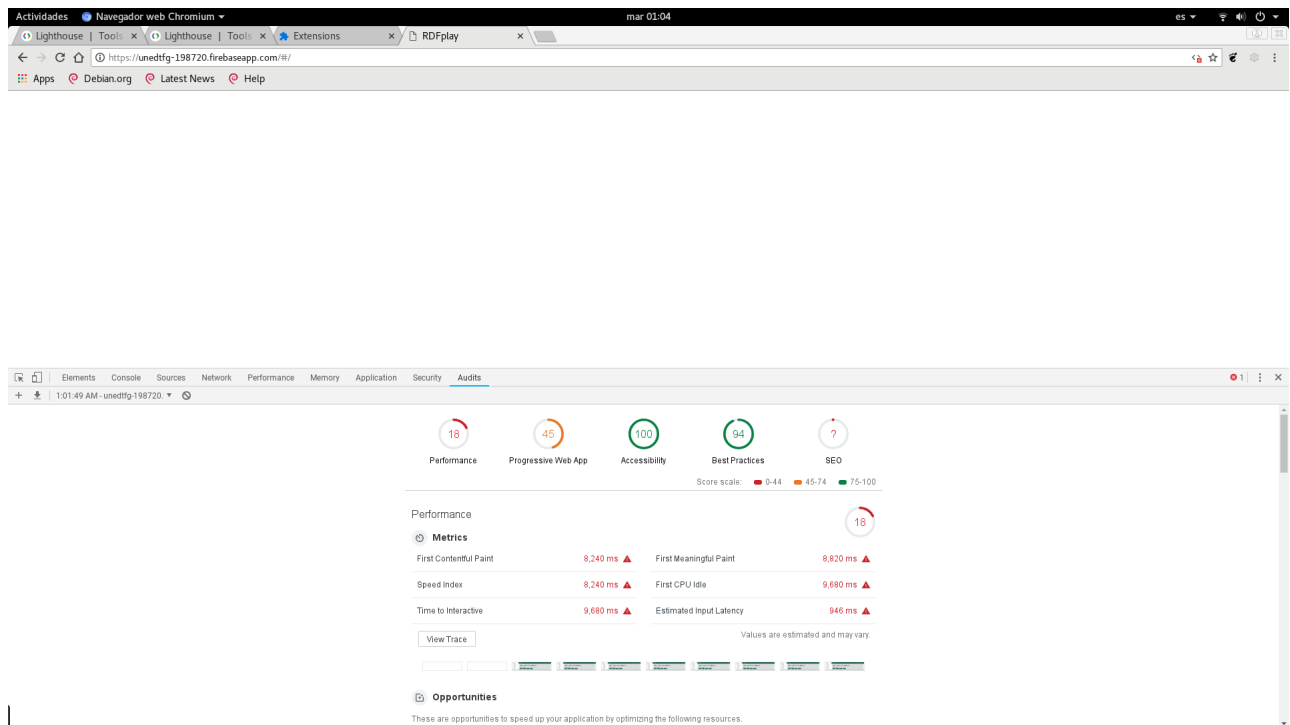 Actividades Navegador web Chromium mar 01:04 es
Lighthouse | Tools Lighthouse | Tools Extensions RDFplay
https://unedtfg-198720.firebaseapp.com/#/
Apps Debian.org Latest News Help
Elements Console Sources Network Performance Memory Application Security Audits 1
1:01:49 AM - unedtfg-198720.
18 45 100 94 ?
Performance Progressive Web App Accessibility Best Practices SEO
Score scale: 0-44 45-74 75-100
Performance 18
Metrics
First Contentful Paint 8,240 ms First Meaningful Paint 8,820 ms
Speed Index 8,240 ms First CPU Idle 9,680 ms
Time to Interactive 9,680 ms Estimated Input Latency 946 ms
View Trace Values are estimated and may vary.
Opportunities
These are opportunities to speed up your application by optimizing the following resources.